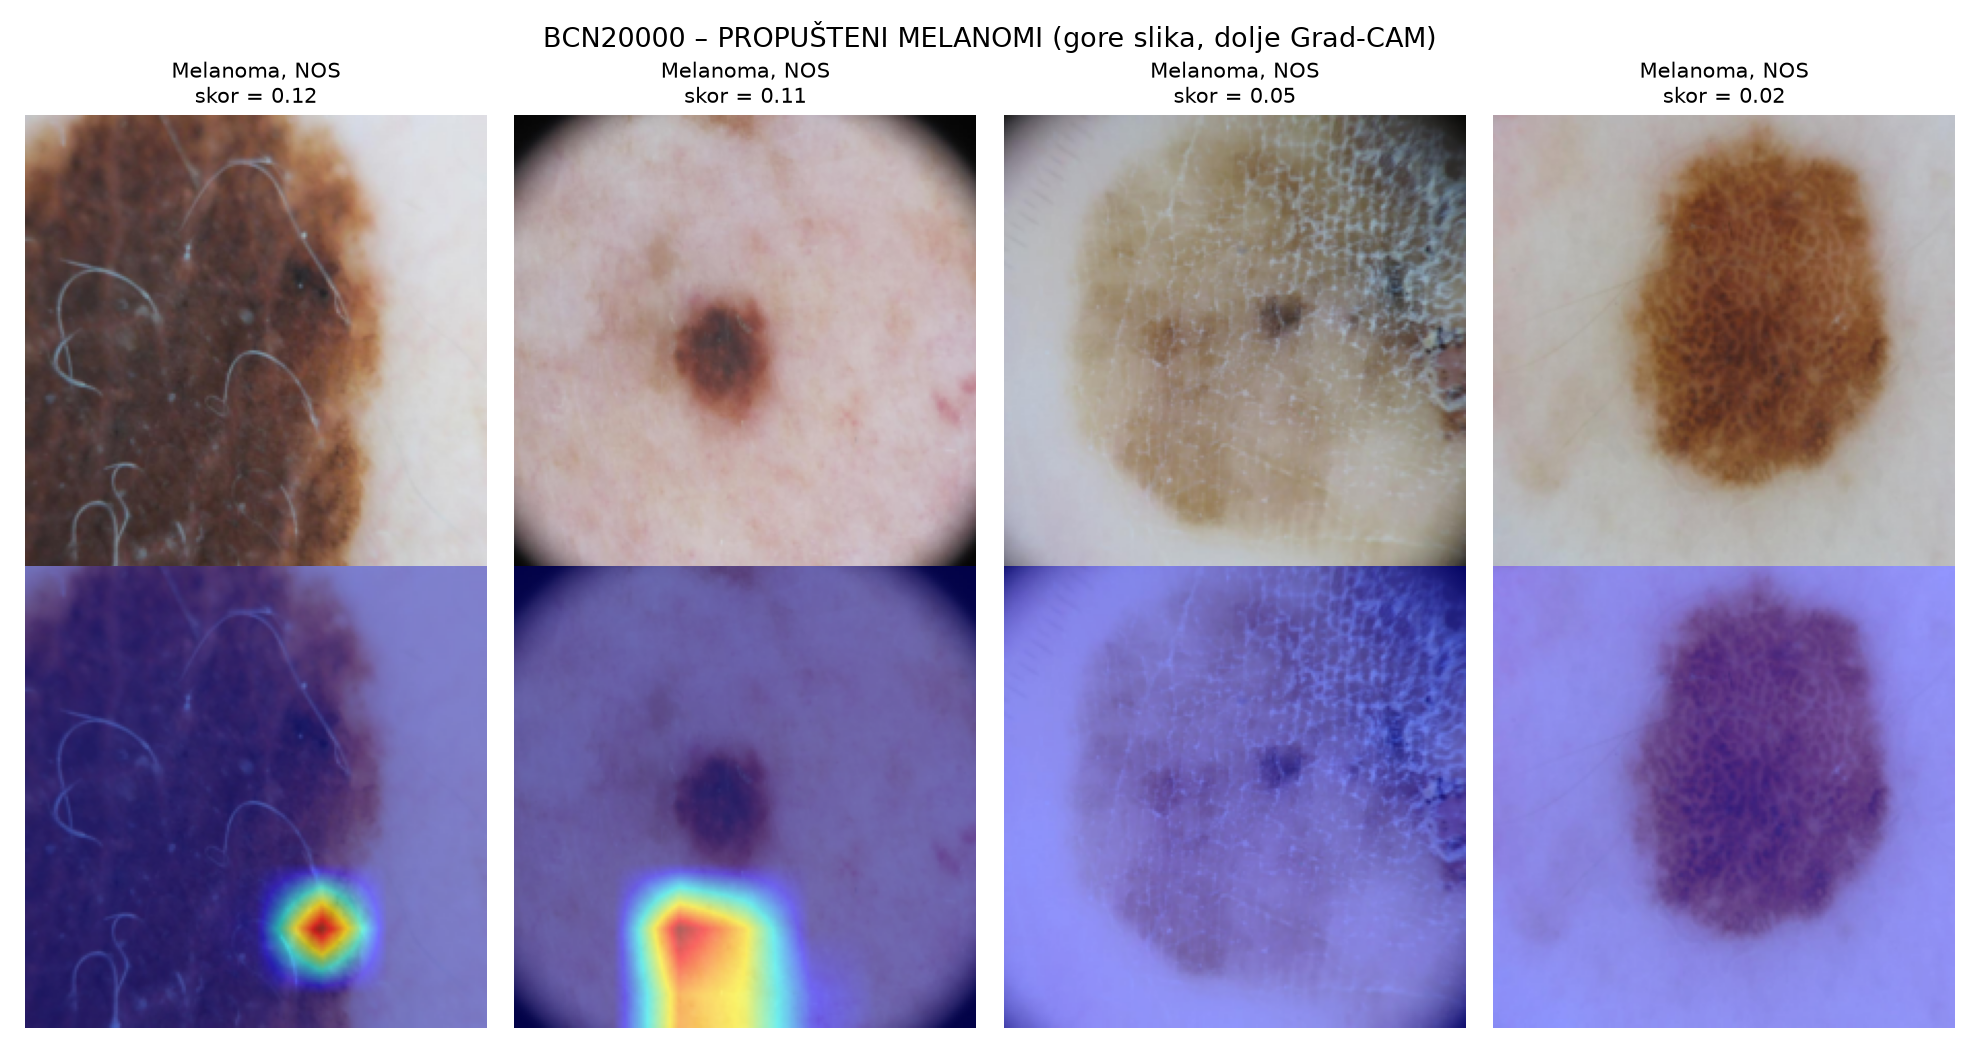 BCN20000 – PROPUŠTENI MELANOMI (gore slika, dolje Grad-CAM)
Melanoma, NOS
skor = 0.12
Melanoma, NOS
skor = 0.11
Melanoma, NOS
skor = 0.05
Melanoma, NOS
skor = 0.02